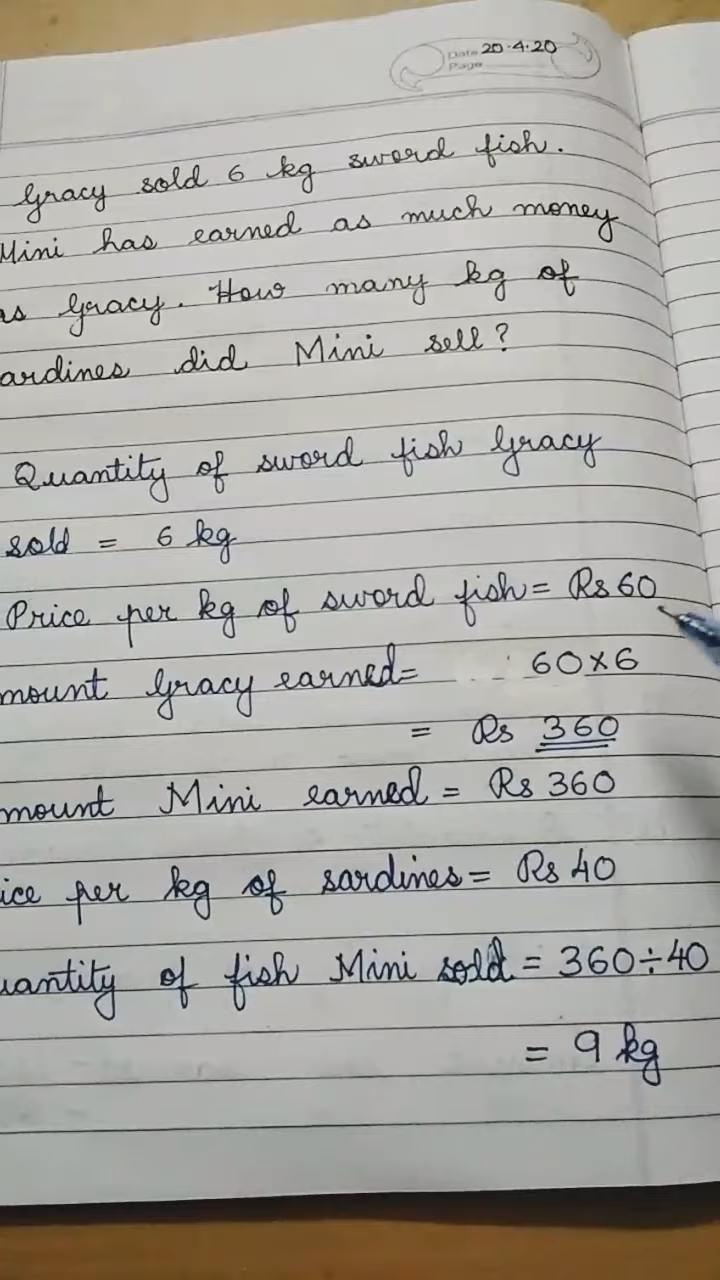 Date 20.4.20
Page
Gracy sold 6 kg sword fish.
Mini has earned as much money
as Gracy. How many kg of
ardines did Mini sell?
Quantity of sword fish Gracy
sold = 6 kg
Price per kg of sword fish = Rs 60
mount Gracy earned = 60×6
= Rs 360
mount Mini earned = Rs 360
ice per kg of sardines = Rs 40
uantity of fish Mini sold = 360÷40
= 9 kg